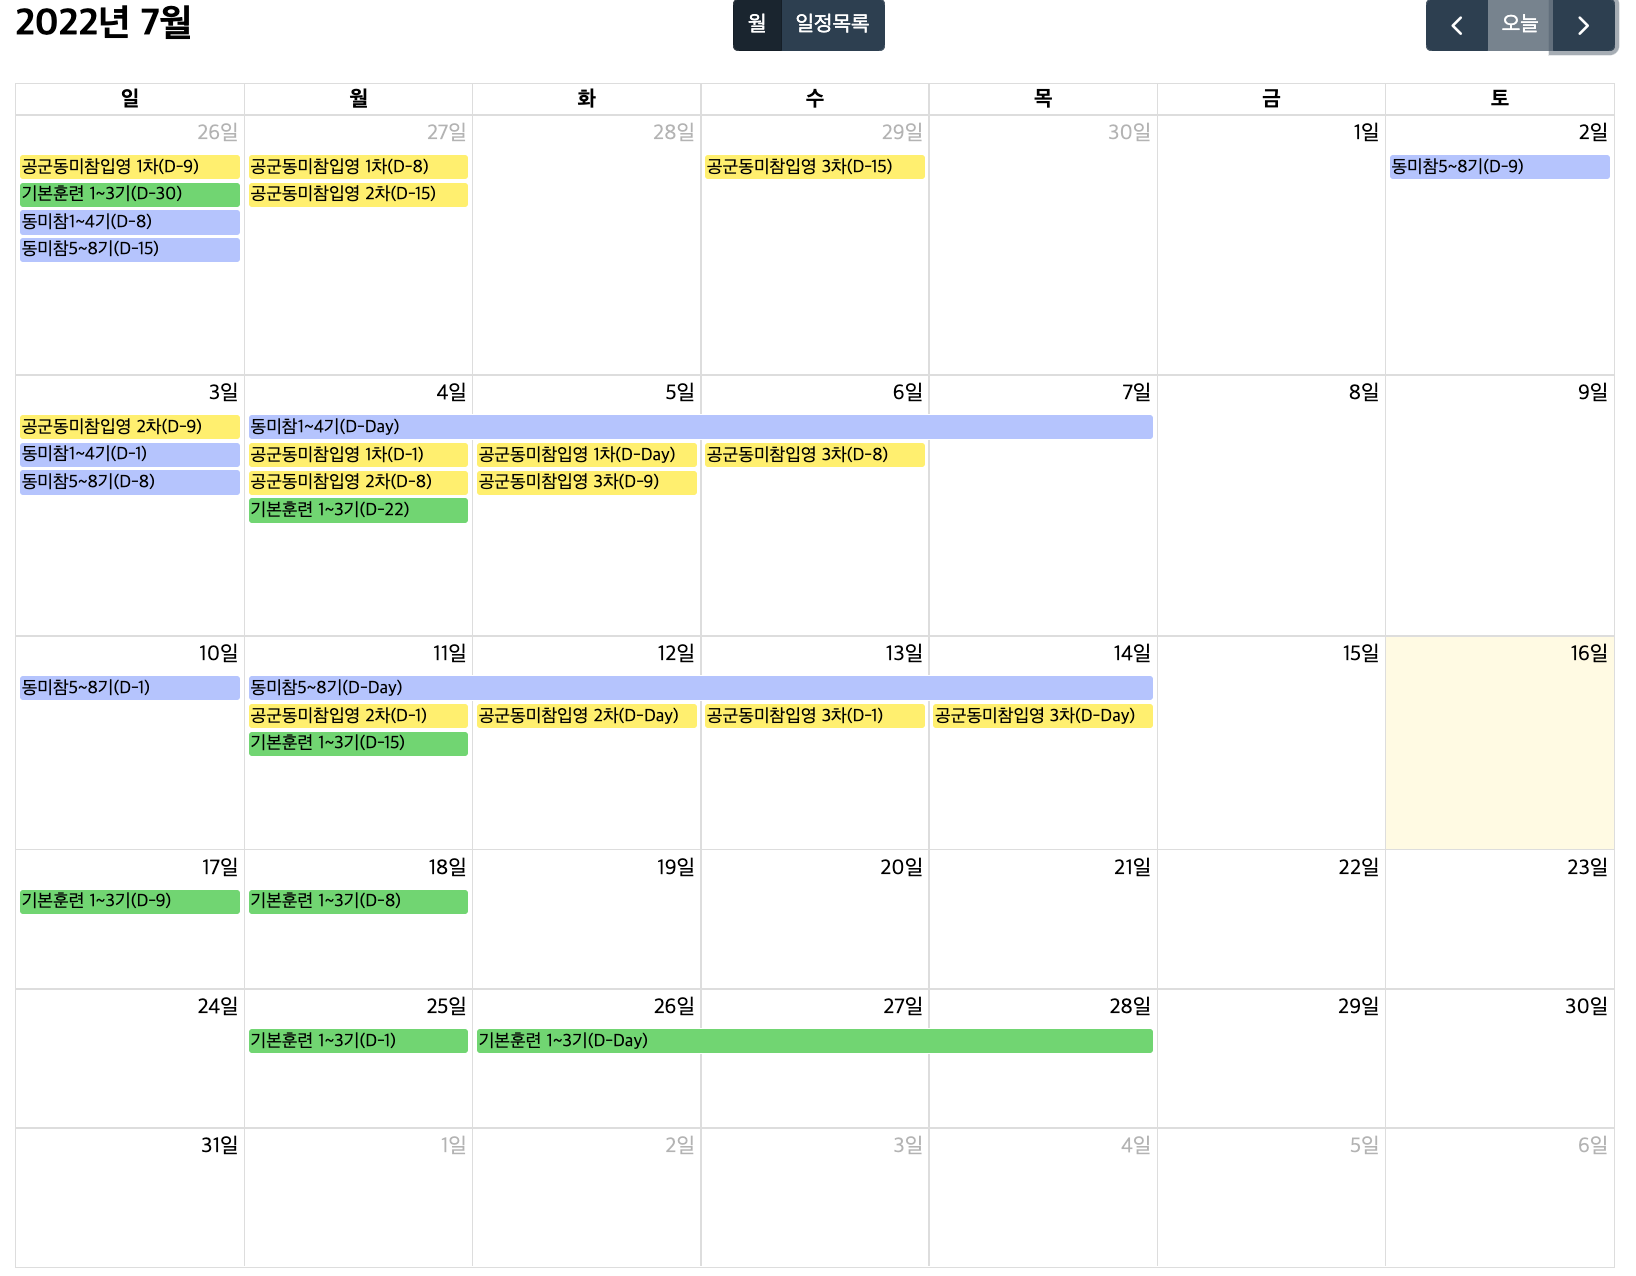 2022년 7월
월 일정목록
오늘
일 월 화 수 목 금 토
26일 27일 28일 29일 30일 1일 2일
공군동미참입영 1차(D-9) 공군동미참입영 1차(D-8) 공군동미참입영 3차(D-15) 동미참5~8기(D-9)
기본훈련 1~3기(D-30) 공군동미참입영 2차(D-15)
동미참1~4기(D-8)
동미참5~8기(D-15)
3일 4일 5일 6일 7일 8일 9일
공군동미참입영 2차(D-9) 동미참1~4기(D-Day)
동미참1~4기(D-1) 공군동미참입영 1차(D-1) 공군동미참입영 1차(D-Day) 공군동미참입영 3차(D-8)
동미참5~8기(D-8) 공군동미참입영 2차(D-8) 공군동미참입영 3차(D-9)
기본훈련 1~3기(D-22)
10일 11일 12일 13일 14일 15일 16일
동미참5~8기(D-1) 동미참5~8기(D-Day)
공군동미참입영 2차(D-1) 공군동미참입영 2차(D-Day) 공군동미참입영 3차(D-1) 공군동미참입영 3차(D-Day)
기본훈련 1~3기(D-15)
17일 18일 19일 20일 21일 22일 23일
기본훈련 1~3기(D-9) 기본훈련 1~3기(D-8)
24일 25일 26일 27일 28일 29일 30일
기본훈련 1~3기(D-1) 기본훈련 1~3기(D-Day)
31일 1일 2일 3일 4일 5일 6일